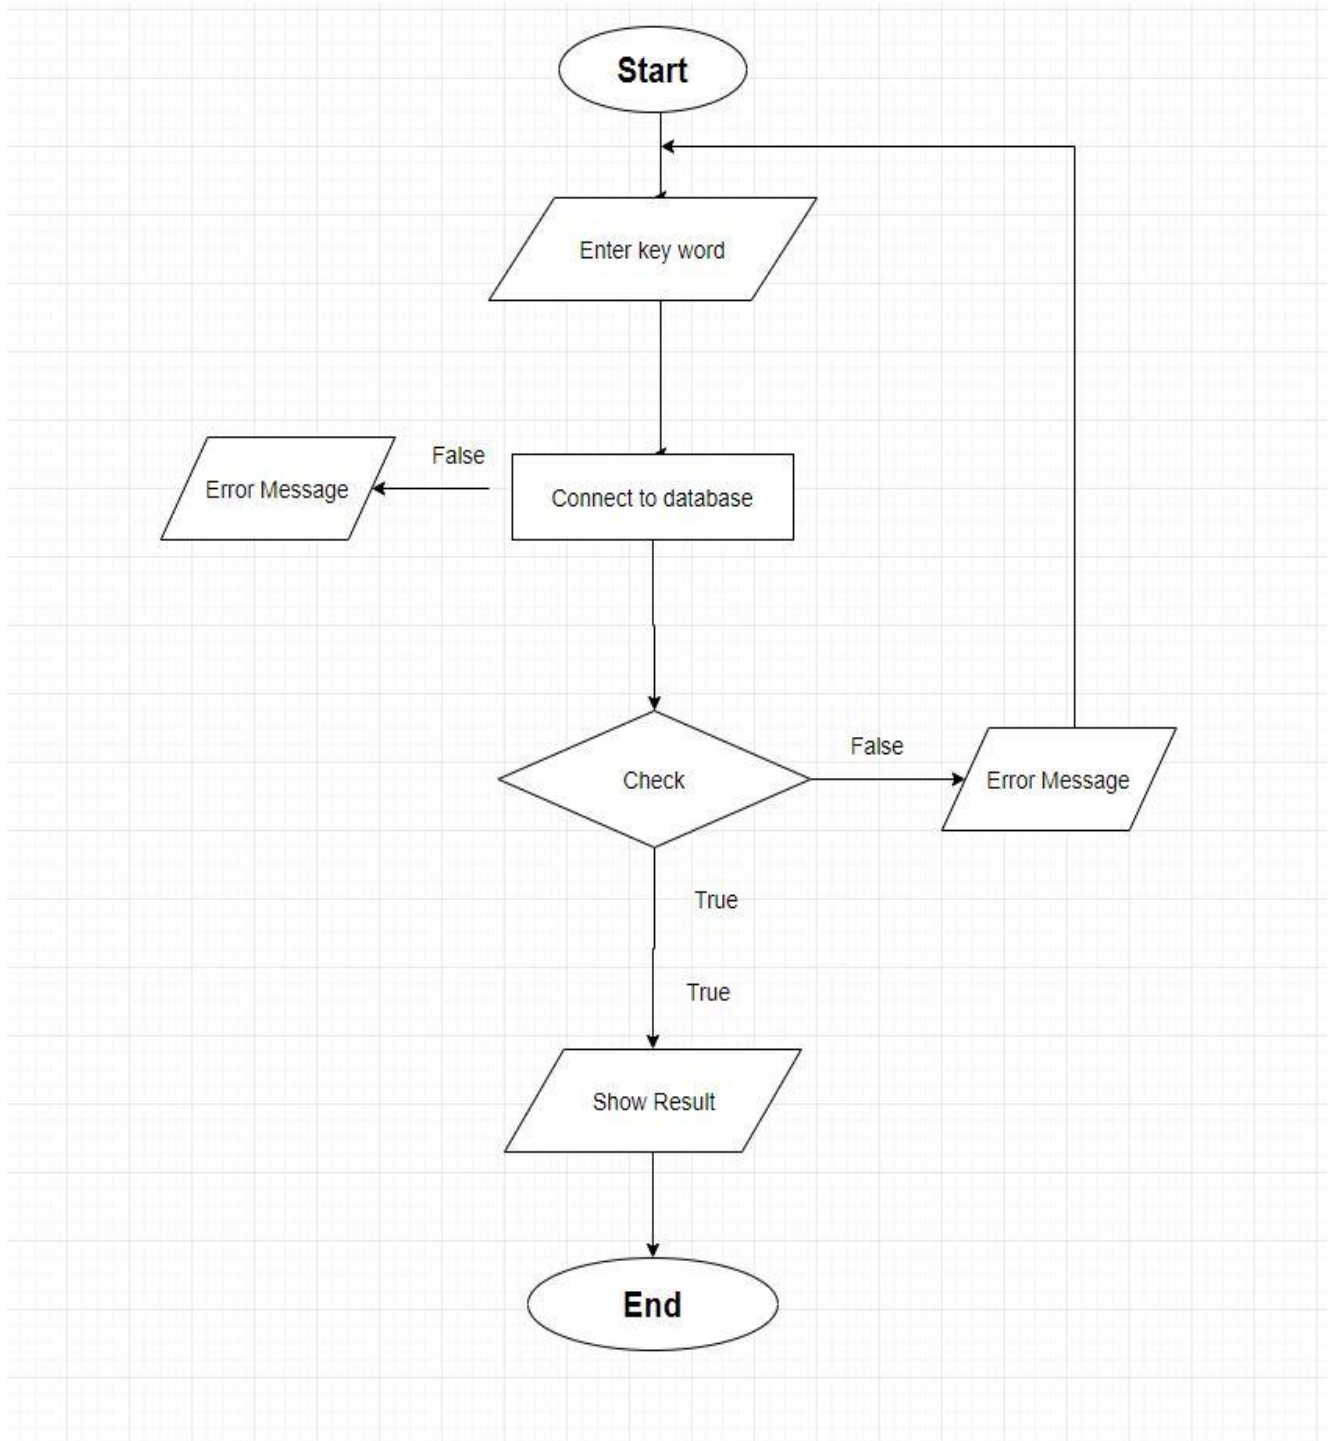 Start
Enter key word
False
Error Message
Connect to database
Check
False
Error Message
True
True
Show Result
End